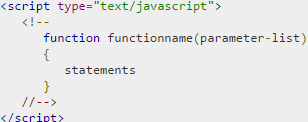 <script type="text/javascript">
<!--
function functionname(parameter-list)
{
statements
}
//-->
</script>